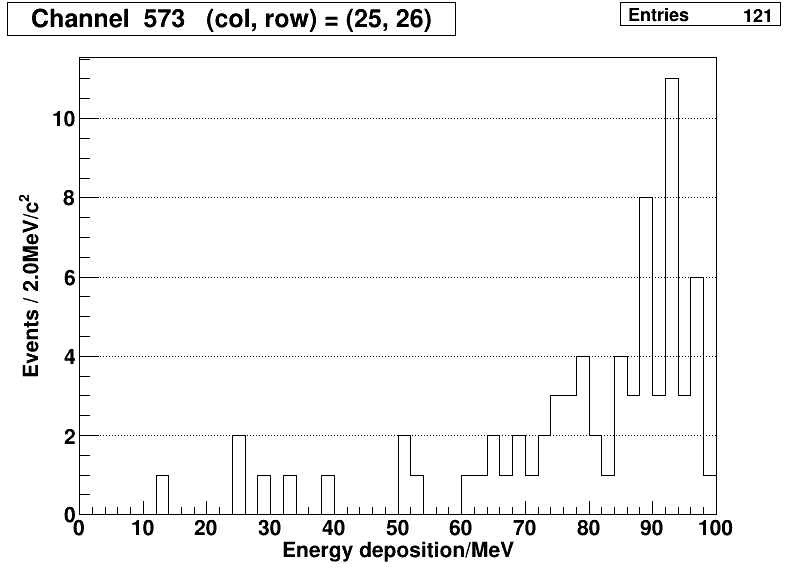 Channel 573 (col, row) = (25, 26)
Entries 121
Events / 2.0MeV/c²
10
8
6
4
2
0
0 10 20 30 40 50 60 70 80 90 100
Energy deposition/MeV